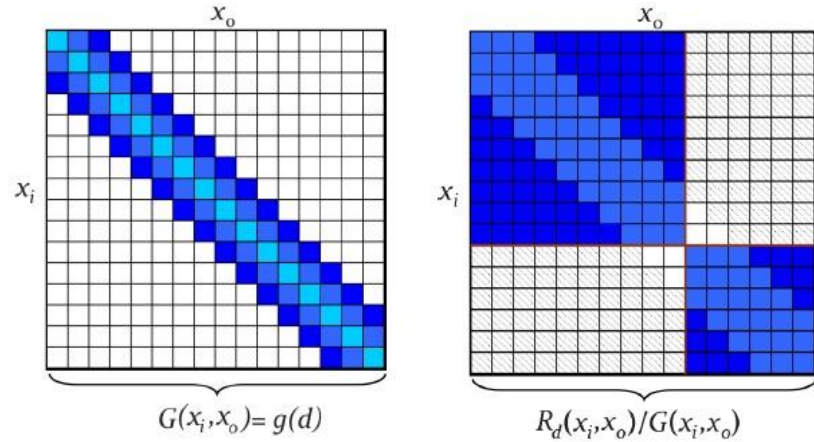 x_o
x_i
G(x_i,x_o)= g(d)
x_o
x_i
R_d(x_i,x_o)/G(x_i,x_o)